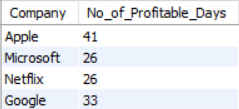 Company No_of_Profitable_Days
Apple 41
Microsoft 26
Netflix 26
Google 33